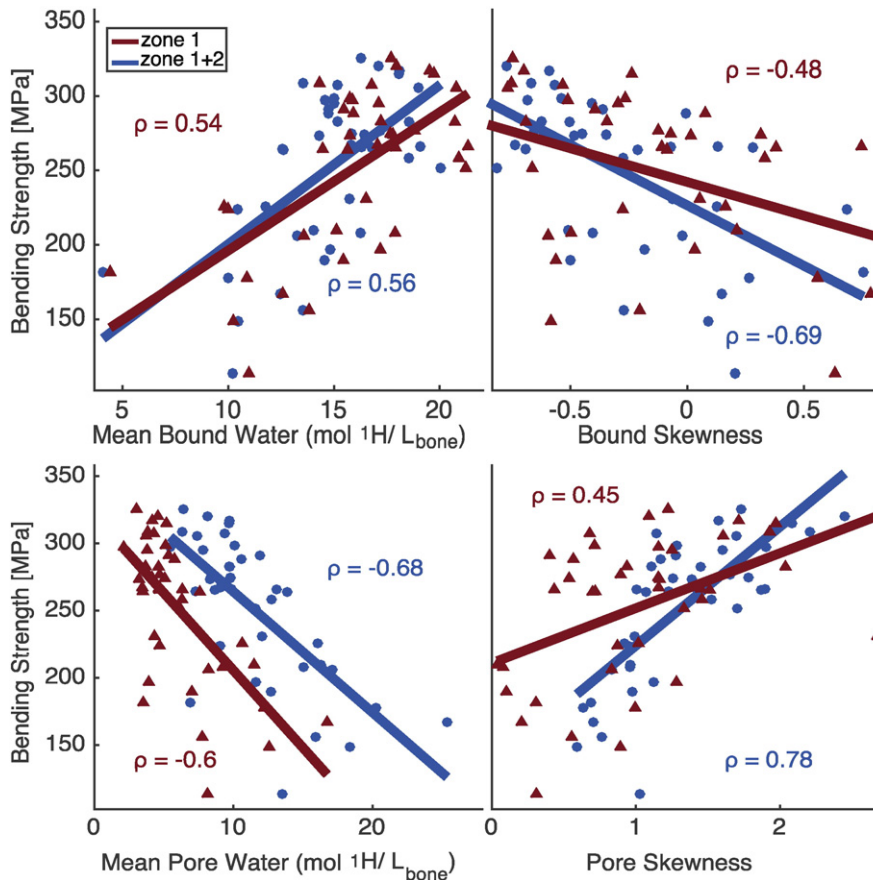 350
300
250
200
150
Bending Strength [MPa]
zone 1
zone 1+2
ρ = 0.54
ρ = 0.56
5
10
15
20
Mean Bound Water (mol ¹H/ L_bone)
ρ = -0.48
ρ = -0.69
-0.5
0
0.5
Bound Skewness
350
300
250
200
150
Bending Strength [MPa]
ρ = -0.68
ρ = -0.6
0
10
20
Mean Pore Water (mol ¹H/ L_bone)
ρ = 0.45
ρ = 0.78
0
1
2
Pore Skewness